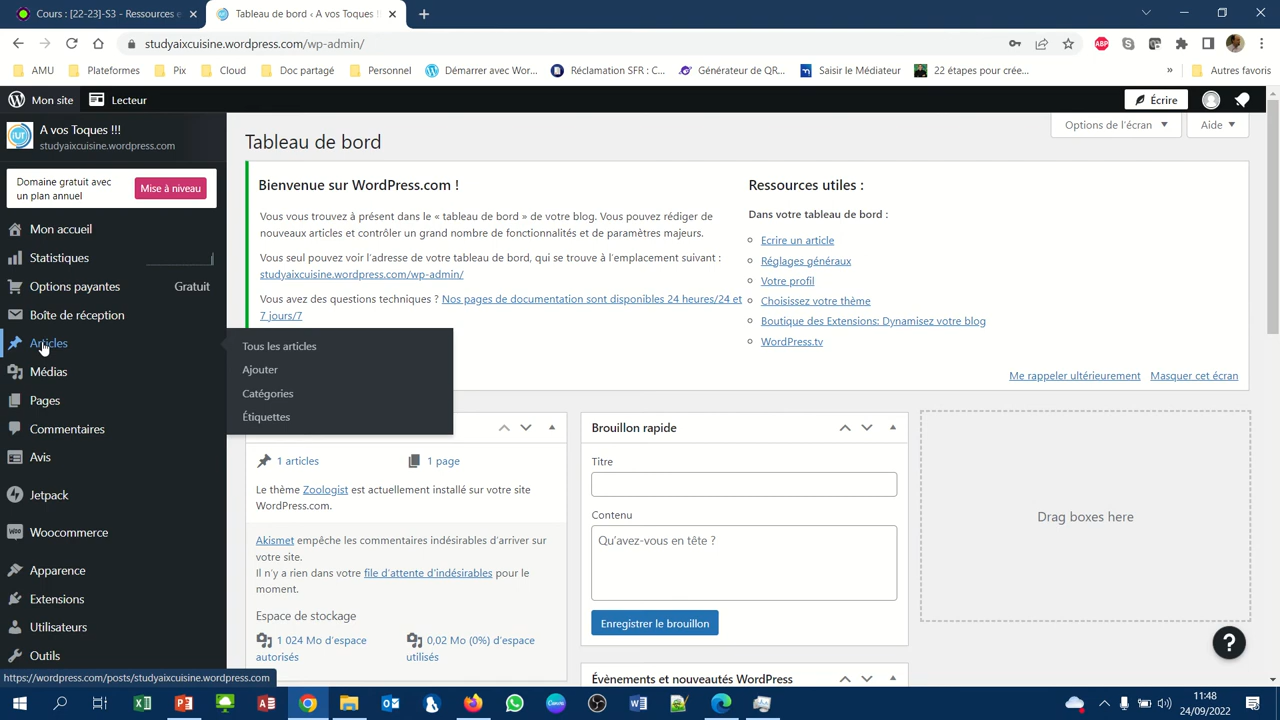 Cours : [22-23]-S3 - Ressources e
Tableau de bord ‹ A vos Toques !!!
studyaixcuisine.wordpress.com/wp-admin/
AMU
Plateformes
Pix
Cloud
Doc partagé
Personnel
Démarrer avec Wor...
Réclamation SFR : C...
Générateur de QR...
Saisir le Médiateur
22 étapes pour crée...
»
Autres favoris
Mon site
Lecteur
Écrire
A vos Toques !!!
studyaixcuisine.wordpress.com
Options de l'écran
Aide
Tableau de bord
Domaine gratuit avec
un plan annuel
Mise à niveau
Mon accueil
Statistiques
Options payantes
Gratuit
Boîte de réception
Articles
Médias
Pages
Commentaires
Avis
Jetpack
Woocommerce
Apparence
Extensions
Utilisateurs
Outils
Tous les articles
Ajouter
Catégories
Étiquettes
Bienvenue sur WordPress.com !
Vous vous trouvez à présent dans le « tableau de bord » de votre blog. Vous pouvez rédiger de
nouveaux articles et contrôler un grand nombre de fonctionnalités et de paramètres majeurs.
Vous seul pouvez voir l'adresse de votre tableau de bord, qui se trouve à l'emplacement suivant :
studyaixcuisine.wordpress.com/wp-admin/
Vous avez des questions techniques ? Nos pages de documentation sont disponibles 24 heures/24 et
7 jours/7
Ressources utiles :
Dans votre tableau de bord :
Ecrire un article
Réglages généraux
Votre profil
Choisissez votre thème
Boutique des Extensions: Dynamisez votre blog
WordPress.tv
Me rappeler ultérieurement
Masquer cet écran
1 articles
1 page
Le thème Zoologist est actuellement installé sur votre site
WordPress.com.
Akismet empêche les commentaires indésirables d'arriver sur
votre site.
Il n'y a rien dans votre file d'attente d'indésirables pour le
moment.
Espace de stockage
1 024 Mo d'espace
autorisés
0,02 Mo (0%) d'espace
utilisés
Brouillon rapide
Titre
Contenu
Qu'avez-vous en tête ?
Enregistrer le brouillon
Évènements et nouveautés WordPress
Drag boxes here
?
https://wordpress.com/posts/studyaixcuisine.wordpress.com
11:48
24/09/2022